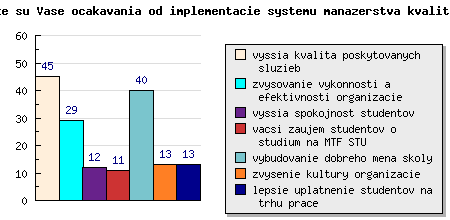 su Vase ocakavania od implementacie systemu manazerstva kvalit
60
50
40
30
20
10
0
45
29
12
11
40
13
13
vyssia kvalita poskytovanych
sluzieb
zvysovanie vykonnosti a
efektivnosti organizacie
vyssia spokojnost studentov
vacsi zaujem studentov o
studium na MTF STU
vybudovanie dobreho mena skoly
zvysenie kultury organizacie
lepsie uplatnenie studentov na
trhu prace